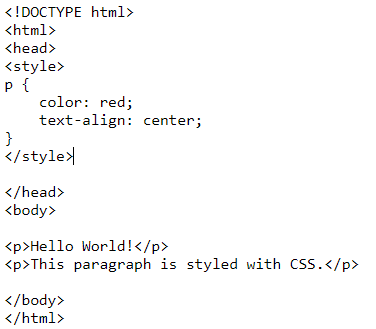 <!DOCTYPE html>
<html>
<head>
<style>
p {
    color: red;
    text-align: center;
}
</style>

</head>
<body>

<p>Hello World!</p>
<p>This paragraph is styled with CSS.</p>

</body>
</html>